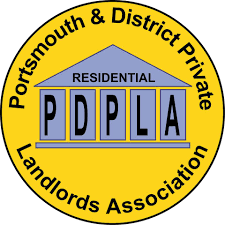 Portsmouth & District Private
RESIDENTIAL
PDPLA
Landlords Association